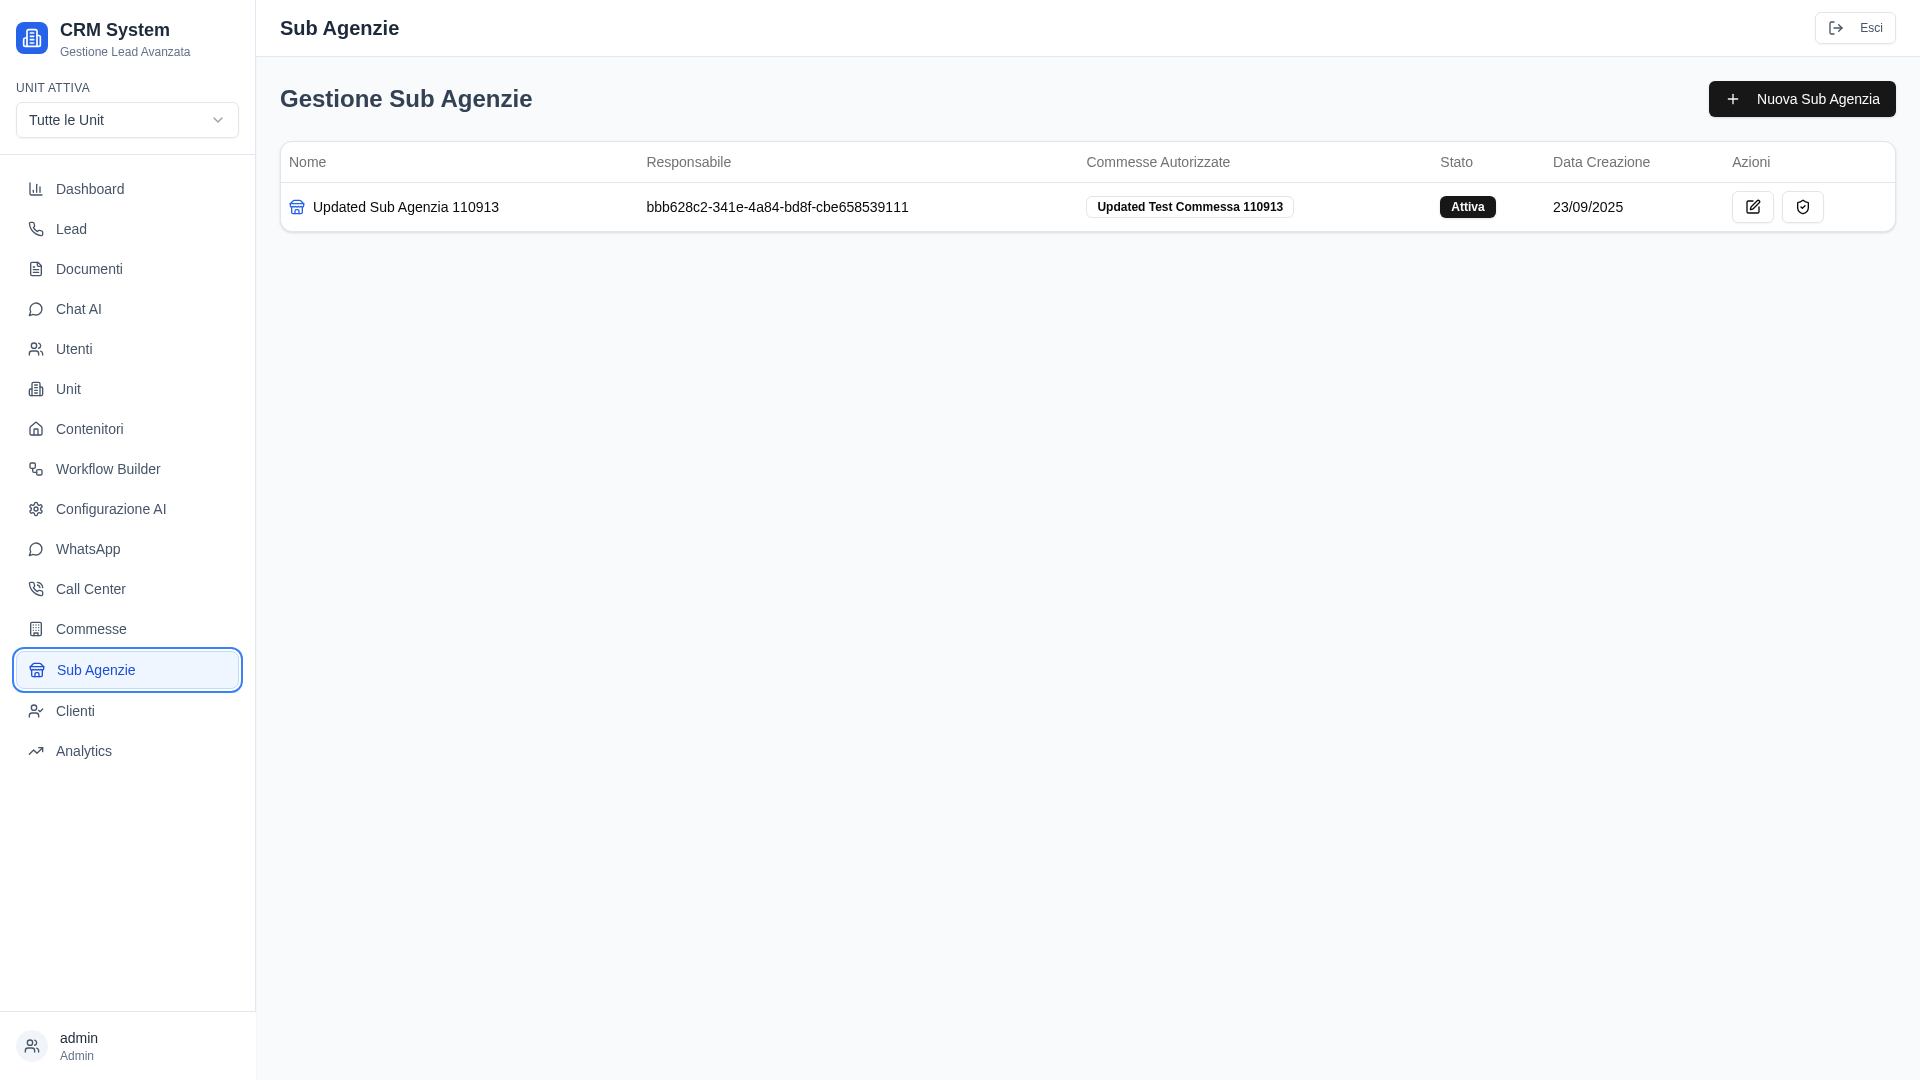 CRM System
Gestione Lead Avanzata
UNIT ATTIVA
Tutte le Unit
Dashboard
Lead
Documenti
Chat AI
Utenti
Unit
Contenitori
Workflow Builder
Configurazione AI
WhatsApp
Call Center
Commesse
Sub Agenzie
Clienti
Analytics
admin
Admin
Sub Agenzie
Esci
Gestione Sub Agenzie
Nuova Sub Agenzia
Nome Responsabile Commesse Autorizzate Stato Data Creazione Azioni
Updated Sub Agenzia 110913 bbb628c2-341e-4a84-bd8f-cbe658539111 Updated Test Commessa 110913 Attiva 23/09/2025